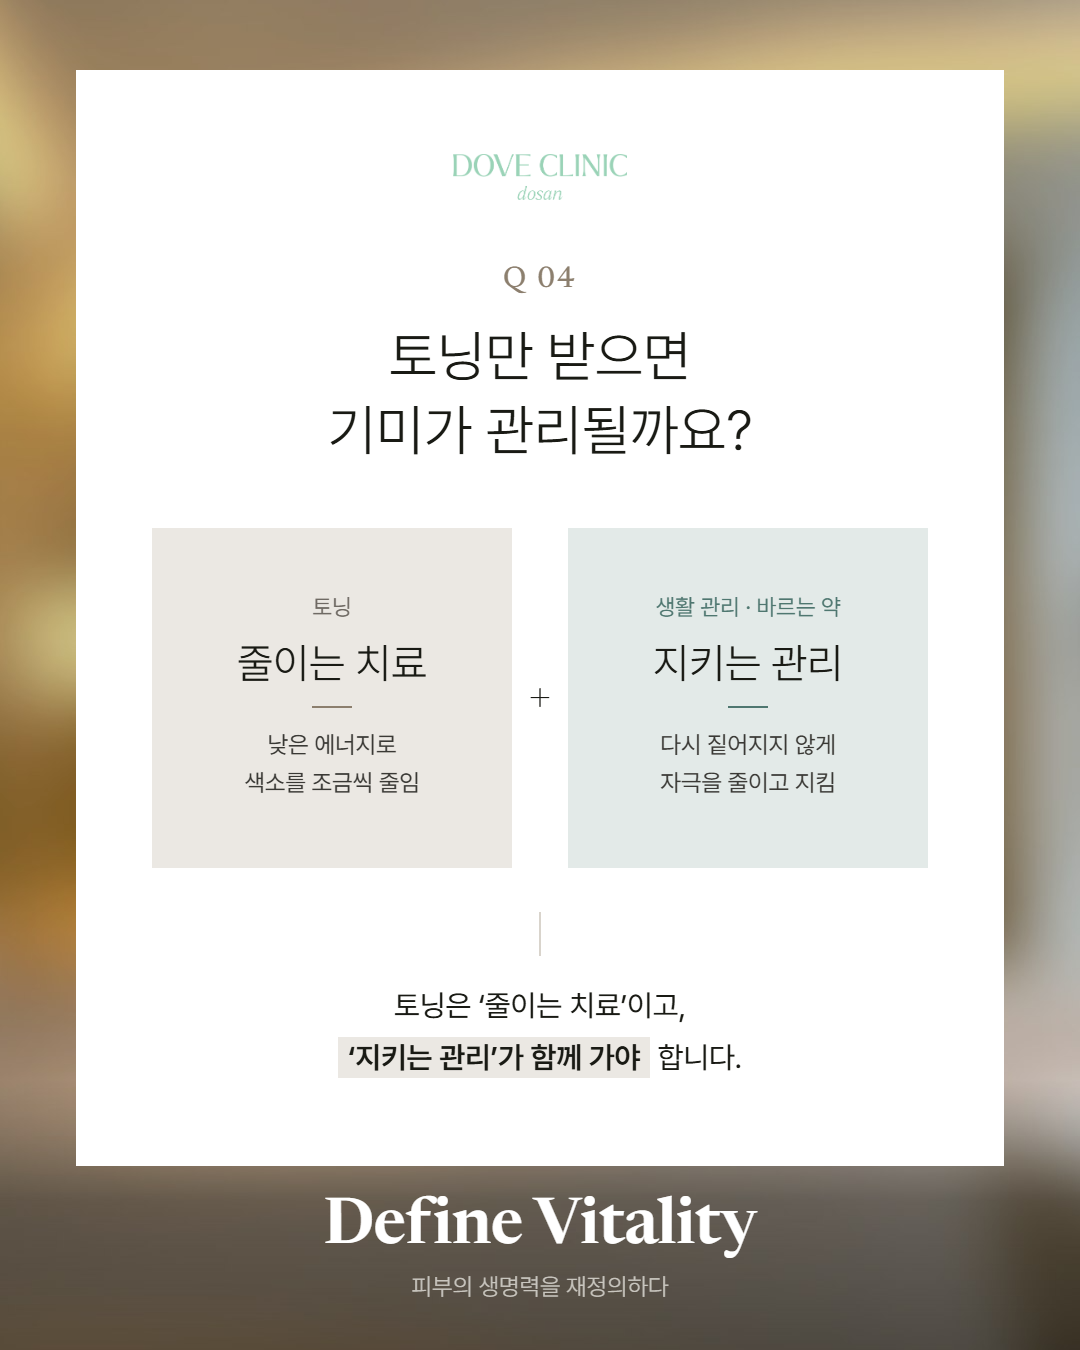 DOVE CLINIC
dosan
Q 04
토닝만 받으면
기미가 관리될까요?
토닝
줄이는 치료
낮은 에너지로
색소를 조금씩 줄임
+
생활 관리 · 바르는 약
지키는 관리
다시 짙어지지 않게
자극을 줄이고 지킴
토닝은 ‘줄이는 치료’이고,
‘지키는 관리’가 함께 가야 합니다.
Define Vitality
피부의 생명력을 재정의하다